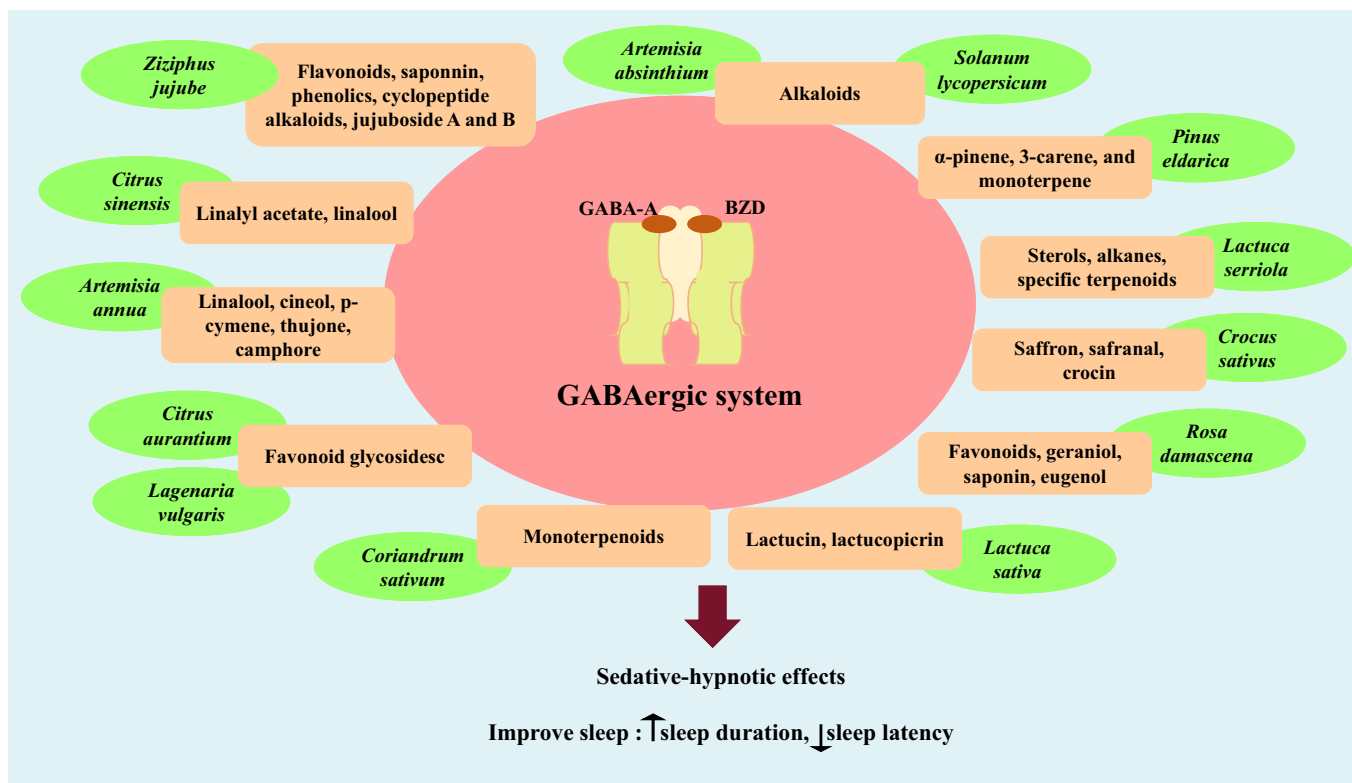 Ziziphus
jujube
Flavonoids, saponnin,
phenolics, cyclopeptide
alkaloids, jujuboside A and B
Artemisia
absinthium
Alkaloids
Solanum
lycopersicum
α-pinene, 3-carene, and
monoterpene
Pinus
eldarica
Citrus
sinensis
Linalyl acetate, linalool
GABA-A
BZD
Sterols, alkanes,
specific terpenoids
Lactuca
serriola
Artemisia
annua
Linalool, cineol, p-
cymene, thujone,
camphore
Saffron, safranal,
crocin
Crocus
sativus
GABAergic system
Citrus
aurantium
Favonoid glycosidesc
Lagenaria
vulgaris
Favonoids, geraniol,
saponin, eugenol
Rosa
damascena
Monoterpenoids
Coriandrum
sativum
Lactucin, lactucopicrin
Lactuca
sativa
Sedative-hypnotic effects
Improve sleep : ↑sleep duration, ↓sleep latency